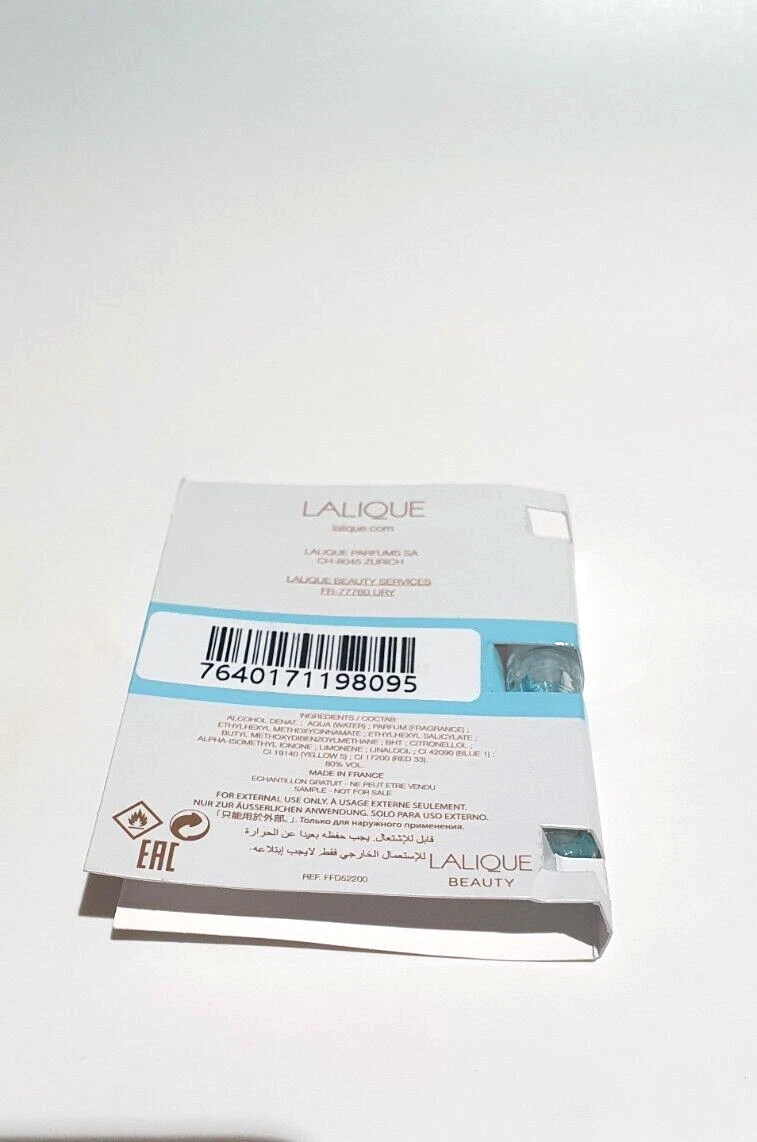 LALIQUE
lalique.com
LALIQUE PARFUMS SA
CH-8045 ZURICH
LALIQUE BEAUTY SERVICES
FR-77760 URY
7640171198095
INGREDIENTS / COCTAB:
ALCOHOL DENAT. ; AQUA (WATER) ; PARFUM (FRAGRANCE) ;
ETHYLHEXYL METHOXYCINNAMATE ; ETHYLHEXYL SALICYLATE ;
BUTYL METHOXYDIBENZOYLMETHANE ; BHT ; CITRONELLOL ;
ALPHA-ISOMETHYL IONONE ; LIMONENE ; LINALOOL ; CI 42090 (BLUE 1) ;
CI 19140 (YELLOW 5) ; CI 17200 (RED 33).
80% VOL.
MADE IN FRANCE
ECHANTILLON GRATUIT - NE PEUT ETRE VENDU
SAMPLE - NOT FOR SALE
FOR EXTERNAL USE ONLY. À USAGE EXTERNE SEULEMENT.
NUR ZUR ÄUSSERLICHEN ANWENDUNG. SOLO PARA USO EXTERNO.
「只能用於外部。」 Только для наружного применения.
قابل للإشتعال. يجب حفظه بعيدا عن الحرارة
للإستعمال الخارجي فقط. لايجب إبتلاعه.
EAC
LALIQUE
BEAUTY
REF. FFD52200